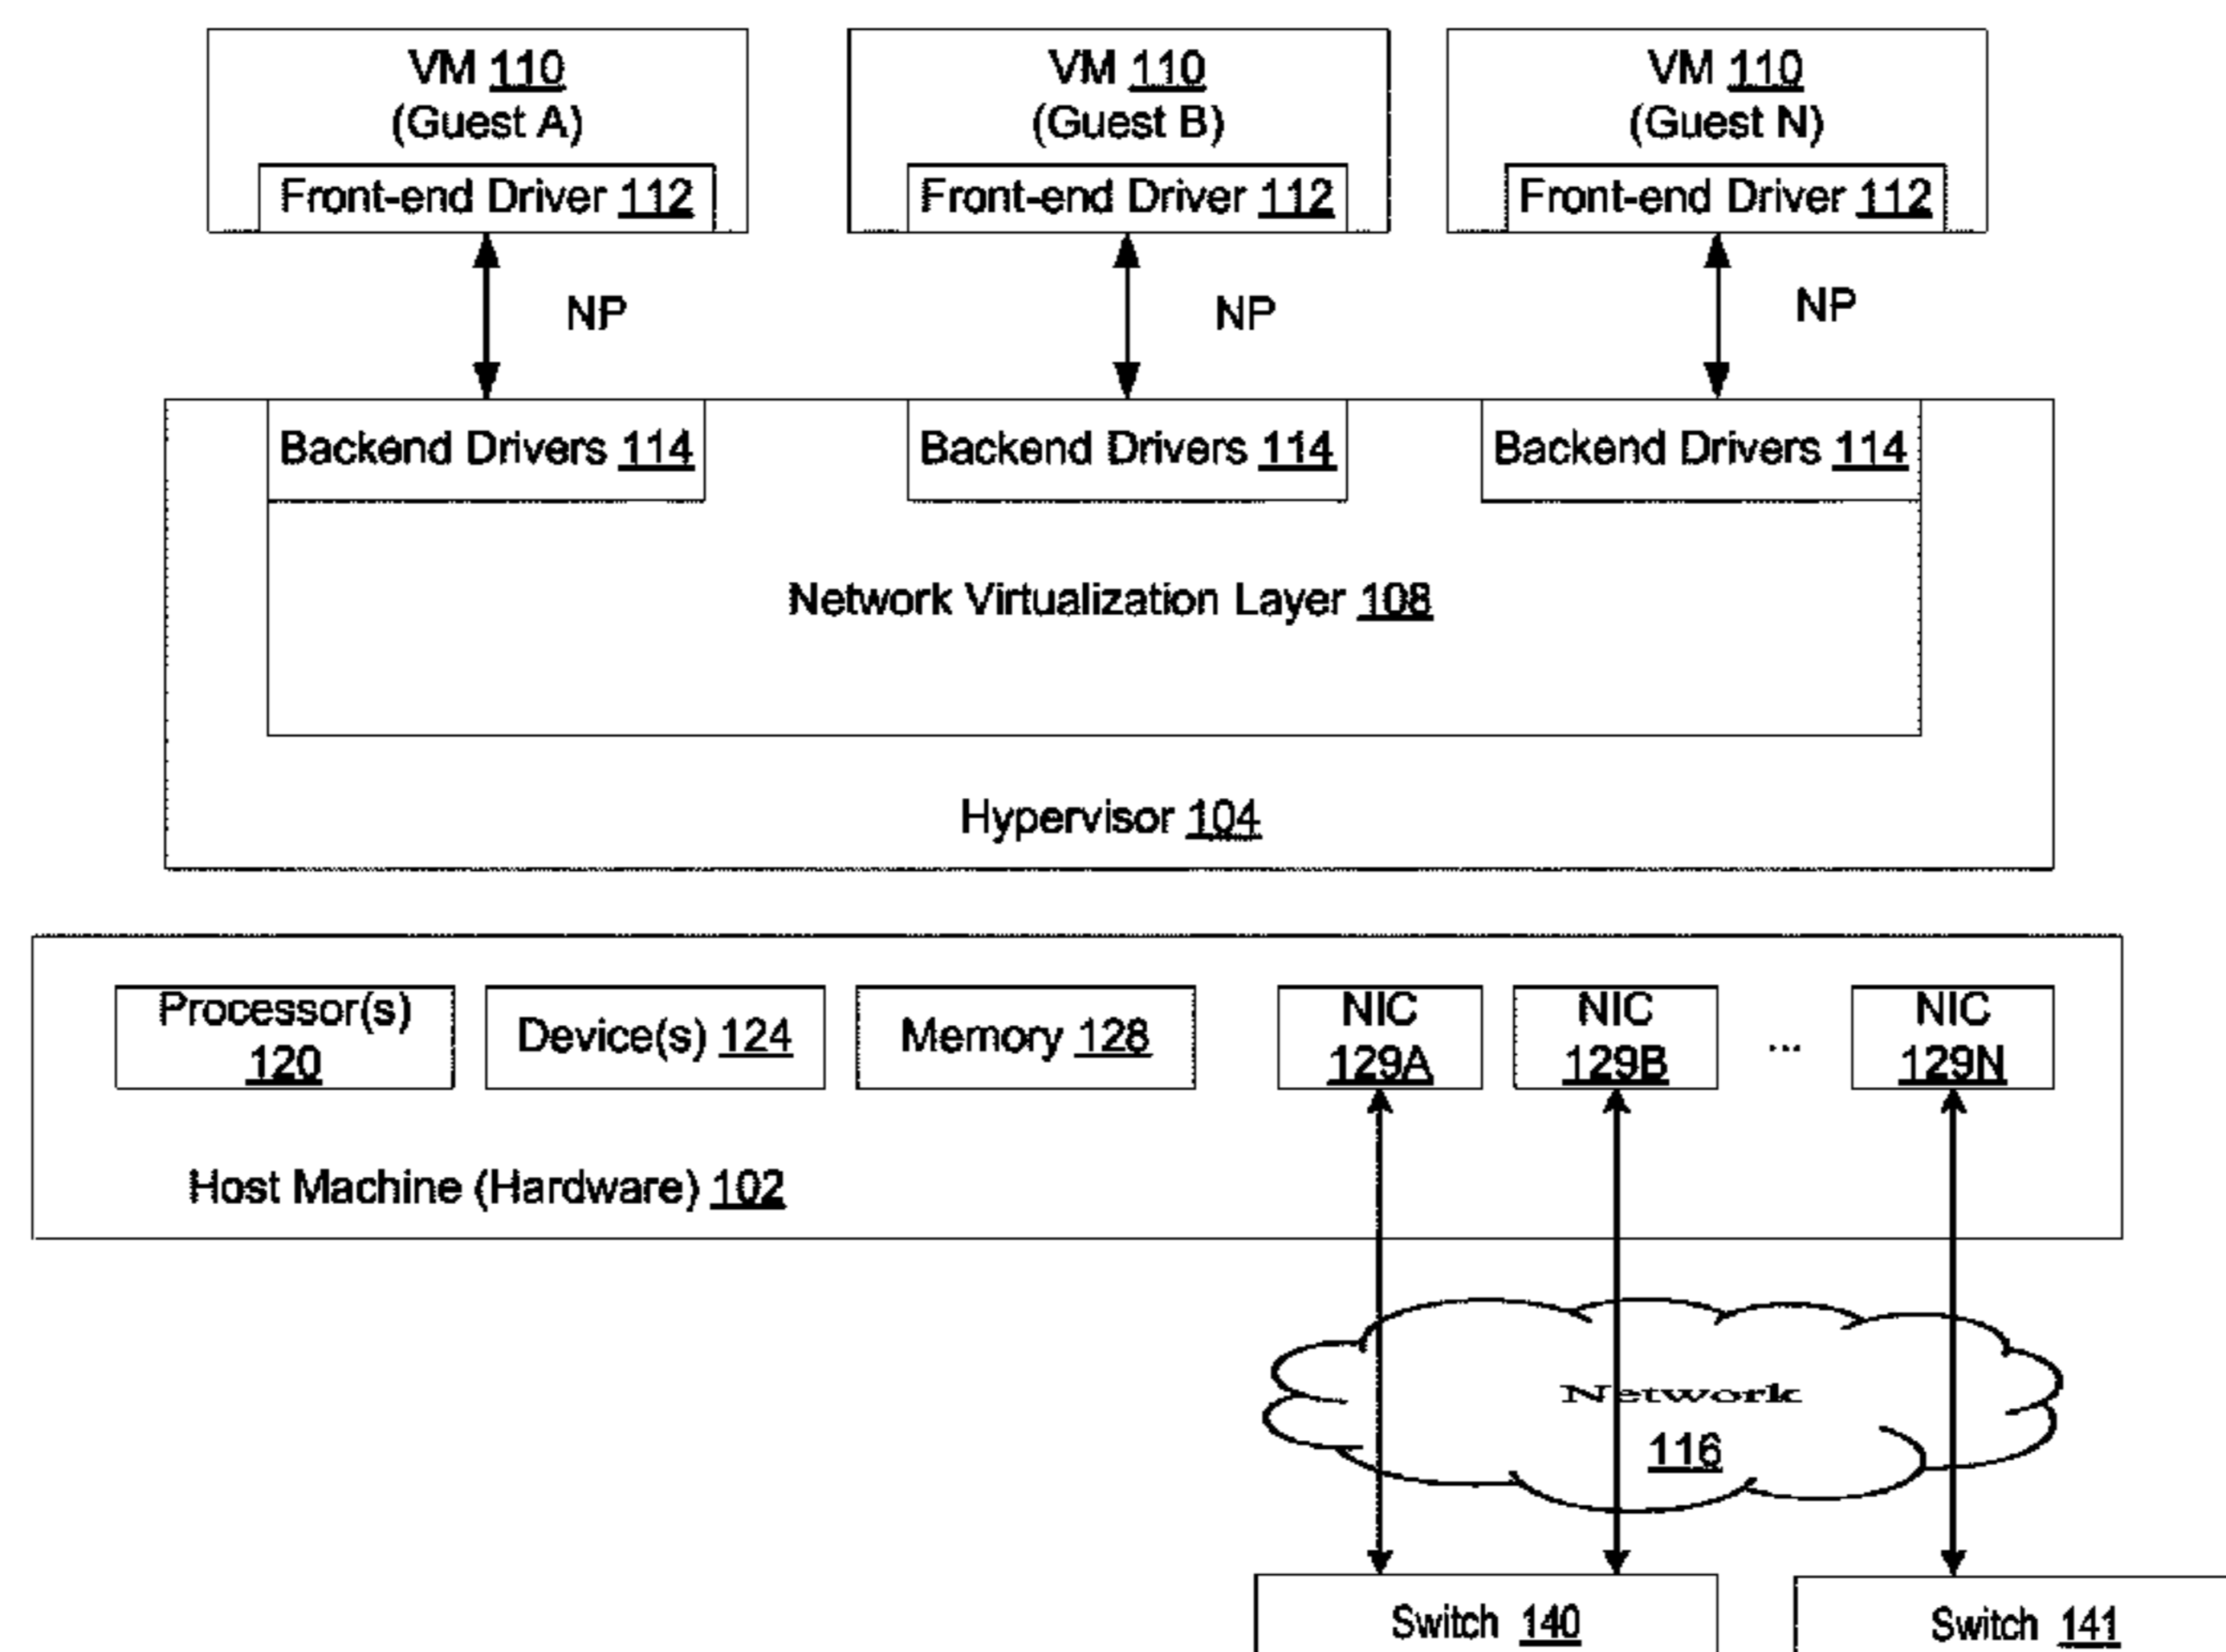 VM 110
(Guest A)
Front-end Driver 112
VM 110
(Guest B)
Front-end Driver 112
VM 110
(Guest N)
Front-end Driver 112
NP
NP
NP
Backend Drivers 114
Backend Drivers 114
Backend Drivers 114
Network Virtualization Layer 108
Hypervisor 104
Processor(s)
120
Device(s) 124
Memory 128
NIC
129A
NIC
129B
...
NIC
129N
Host Machine (Hardware) 102
Network
116
Switch 140
Switch 141